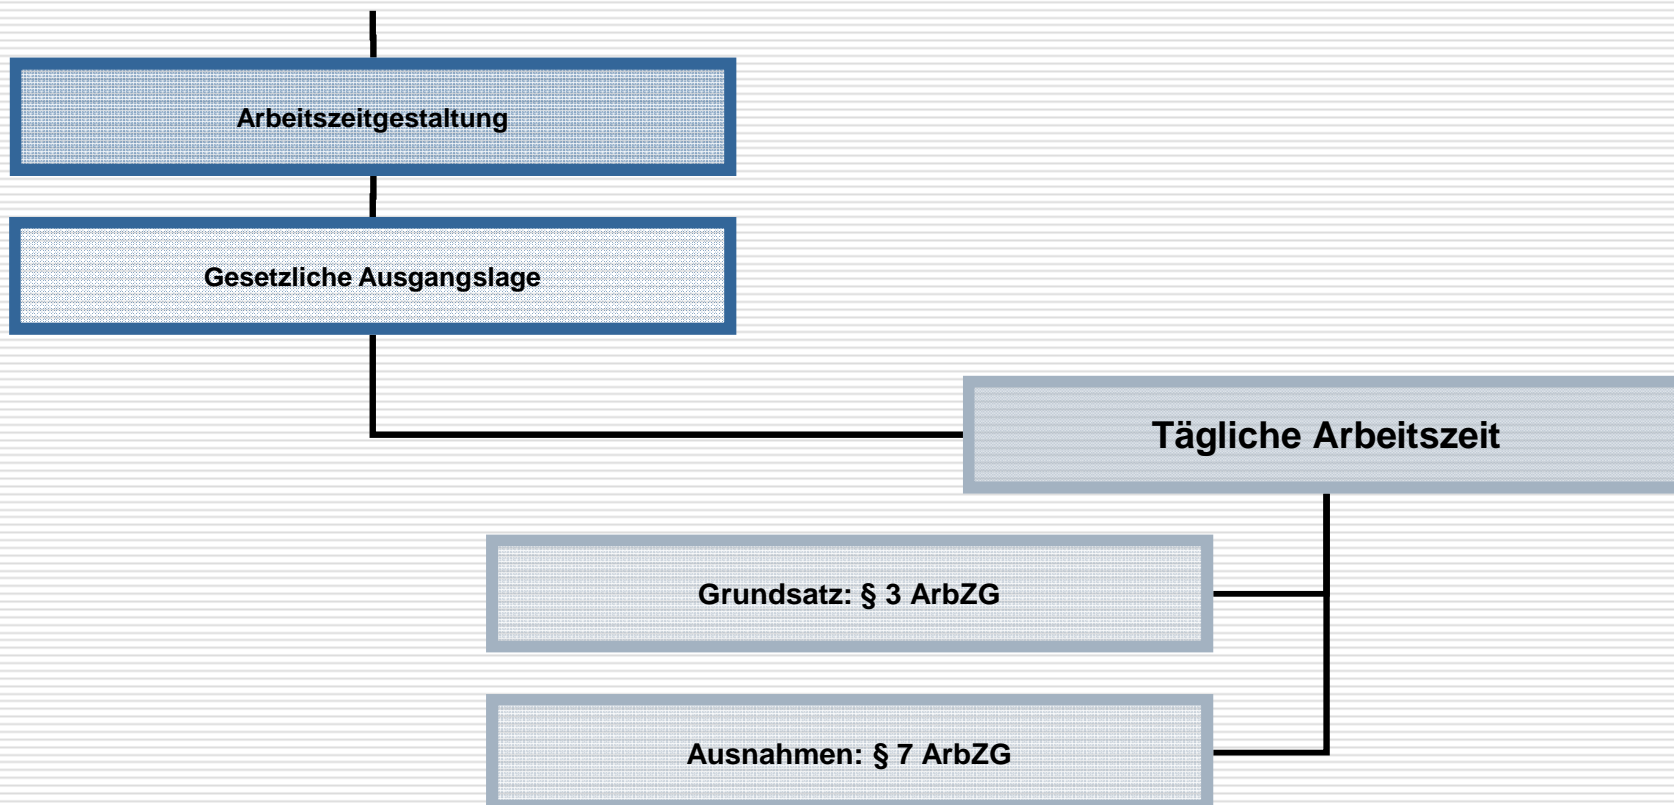 Arbeitszeitgestaltung
Gesetzliche Ausgangslage
Tägliche Arbeitszeit
Grundsatz: § 3 ArbZG
Ausnahmen: § 7 ArbZG